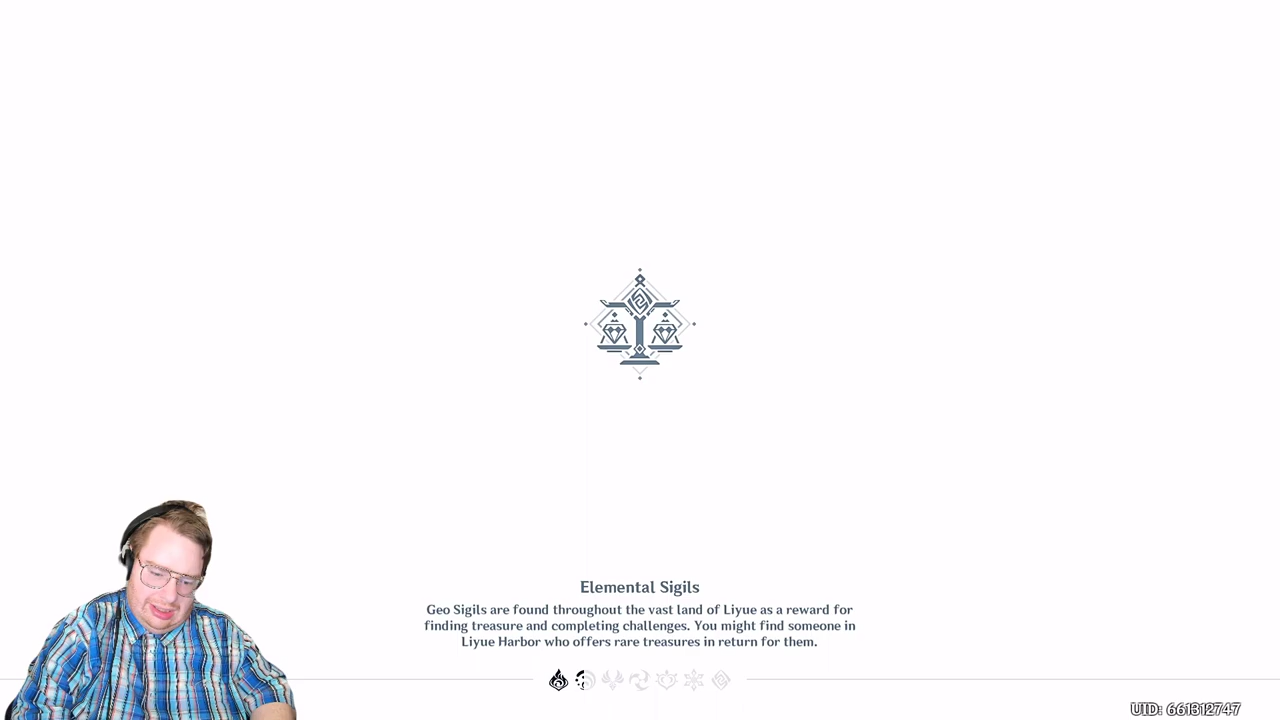 Elemental Sigils
Geo Sigils are found throughout the vast land of Liyue as a reward for
finding treasure and completing challenges. You might find someone in
Liyue Harbor who offers rare treasures in return for them.
UID: 661312747